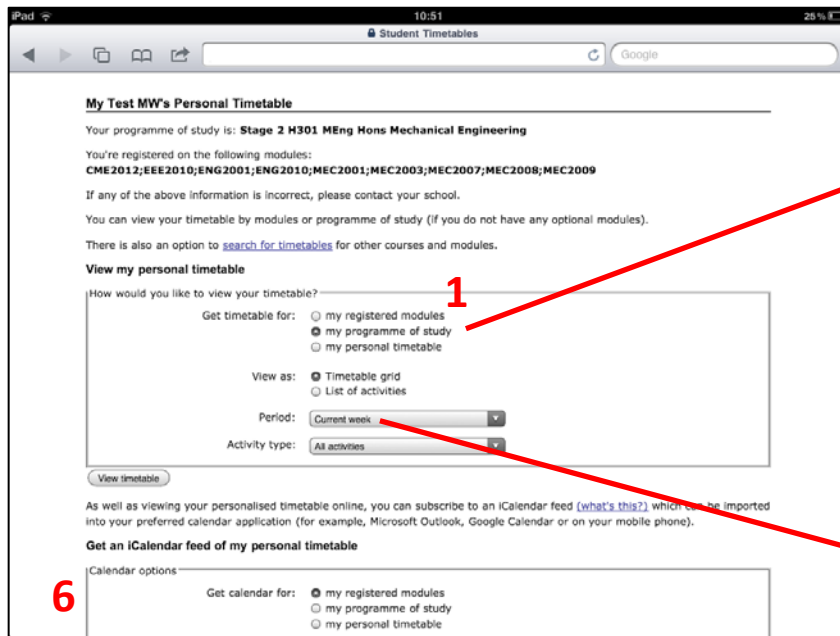 iPad 10:51 25 %
Student Timetables
Google
My Test MW's Personal Timetable
Your programme of study is: Stage 2 H301 MEng Hons Mechanical Engineering
You're registered on the following modules:
CME2012;EEE2010;ENG2001;ENG2010;MEC2001;MEC2003;MEC2007;MEC2008;MEC2009
If any of the above information is incorrect, please contact your school.
You can view your timetable by modules or programme of study (if you do not have any optional modules).
There is also an option to search for timetables for other courses and modules.
View my personal timetable
How would you like to view your timetable?
1
Get timetable for: my registered modules
my programme of study
my personal timetable
View as: Timetable grid
List of activities
Period: Current week
Activity type: All activities
View timetable
As well as viewing your personalised timetable online, you can subscribe to an iCalendar feed (what's this?) which can be imported
into your preferred calendar application (for example, Microsoft Outlook, Google Calendar or on your mobile phone).
Get an iCalendar feed of my personal timetable
Calendar options
6
Get calendar for: my registered modules
my programme of study
my personal timetable